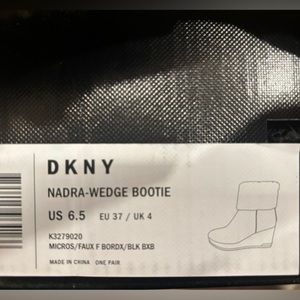 DKNY
NADRA-WEDGE BOOTIE
US 6.5 EU 37 / UK 4
K3279020
MICROS/FAUX F BORDX/BLK BXB
MADE IN CHINA ONE PAIR